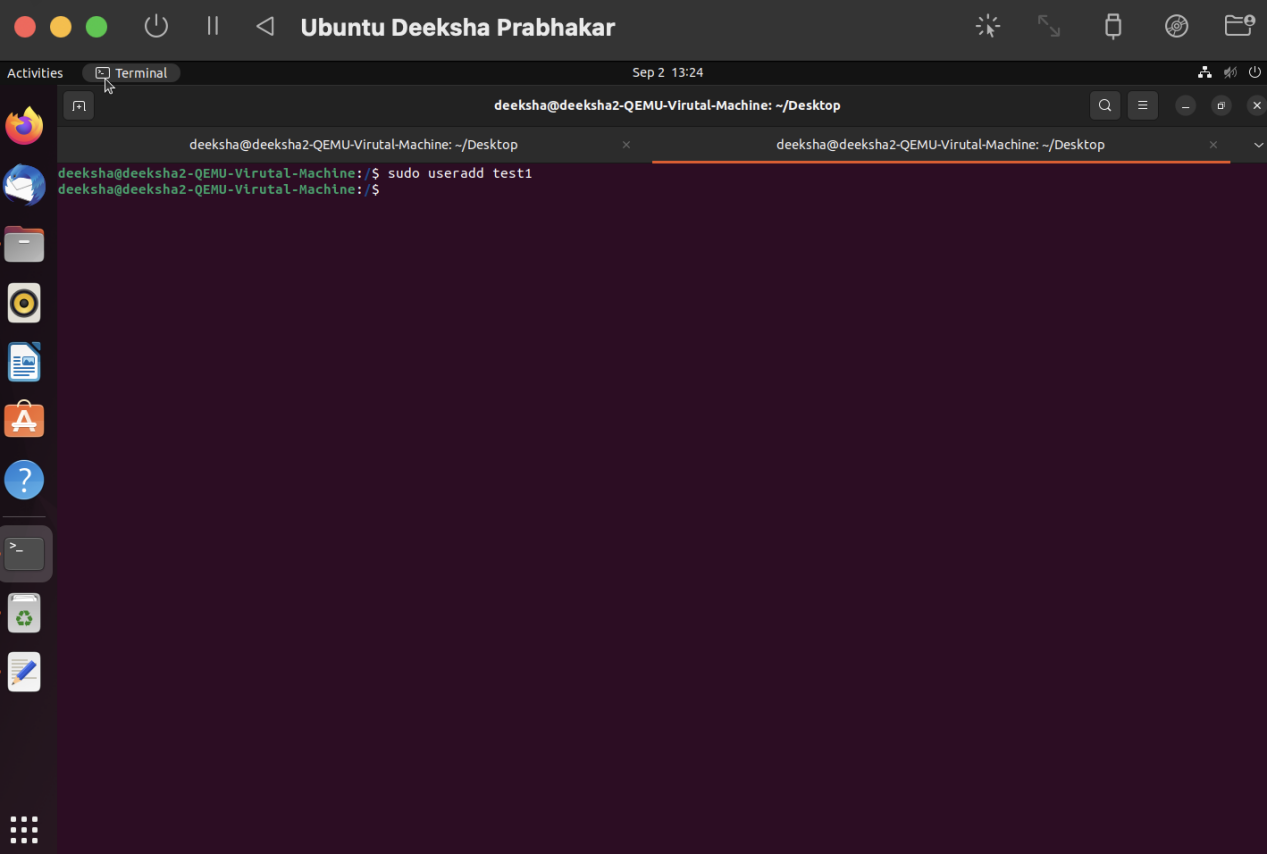 Ubuntu Deeksha Prabhakar
Activities
Terminal
Sep 2 13:24
deeksha@deeksha2-QEMU-Virutal-Machine: ~/Desktop
deeksha@deeksha2-QEMU-Virutal-Machine: ~/Desktop
deeksha@deeksha2-QEMU-Virutal-Machine: ~/Desktop
deeksha@deeksha2-QEMU-Virutal-Machine:/$ sudo useradd test1
deeksha@deeksha2-QEMU-Virutal-Machine:/$